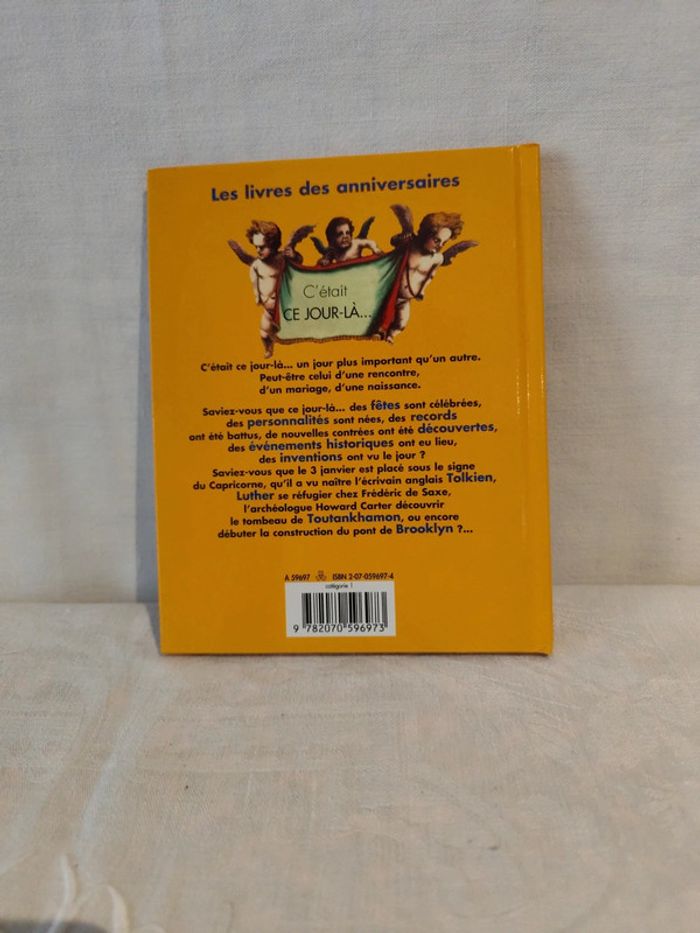 Les livres des anniversaires
C'était
CE JOUR-LÀ...
C'était ce jour-là... un jour plus important qu'un autre.
Peut-être celui d'une rencontre,
d'un mariage, d'une naissance.
Saviez-vous que ce jour-là... des fêtes sont célébrées,
des personnalités sont nées, des records
ont été battus, de nouvelles contrées ont été découvertes,
des événements historiques ont eu lieu,
des inventions ont vu le jour ?
Saviez-vous que le 3 janvier est placé sous le signe
du Capricorne, qu'il a vu naître l'écrivain anglais Tolkien,
Luther se réfugier chez Frédéric de Saxe,
l'archéologue Howard Carter découvrir
le tombeau de Toutankhamon, ou encore
débuter la construction du pont de Brooklyn ?...
A 59697 ISBN 2-07-059697-4
catégorie 1
9 782070 596973